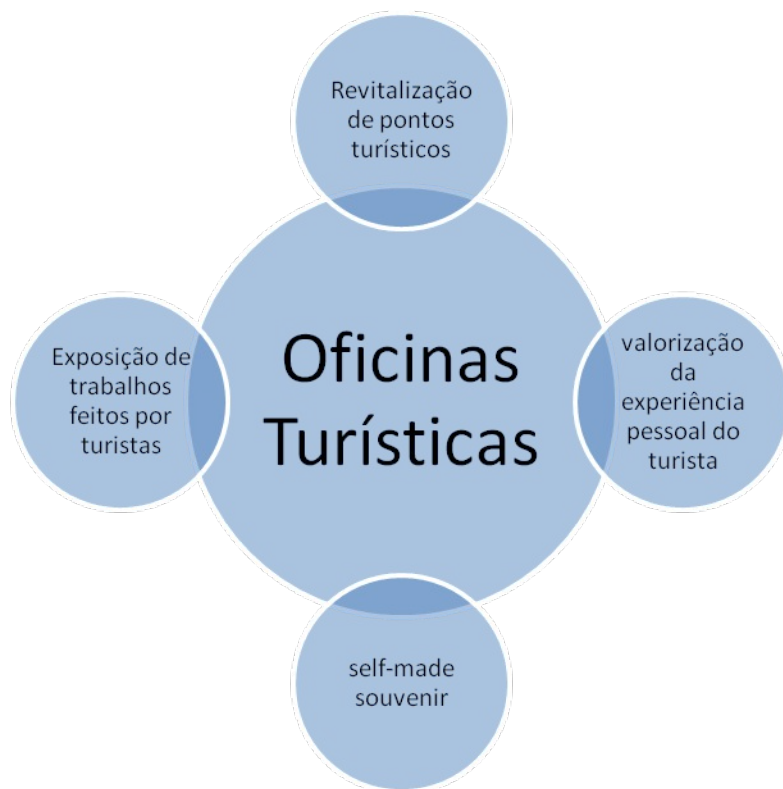 Revitalização
de pontos
turísticos
Oficinas
Turísticas
valorização
da
experiência
pessoal do
turista
self-made
souvenir
Exposição de
trabalhos
feitos por
turistas